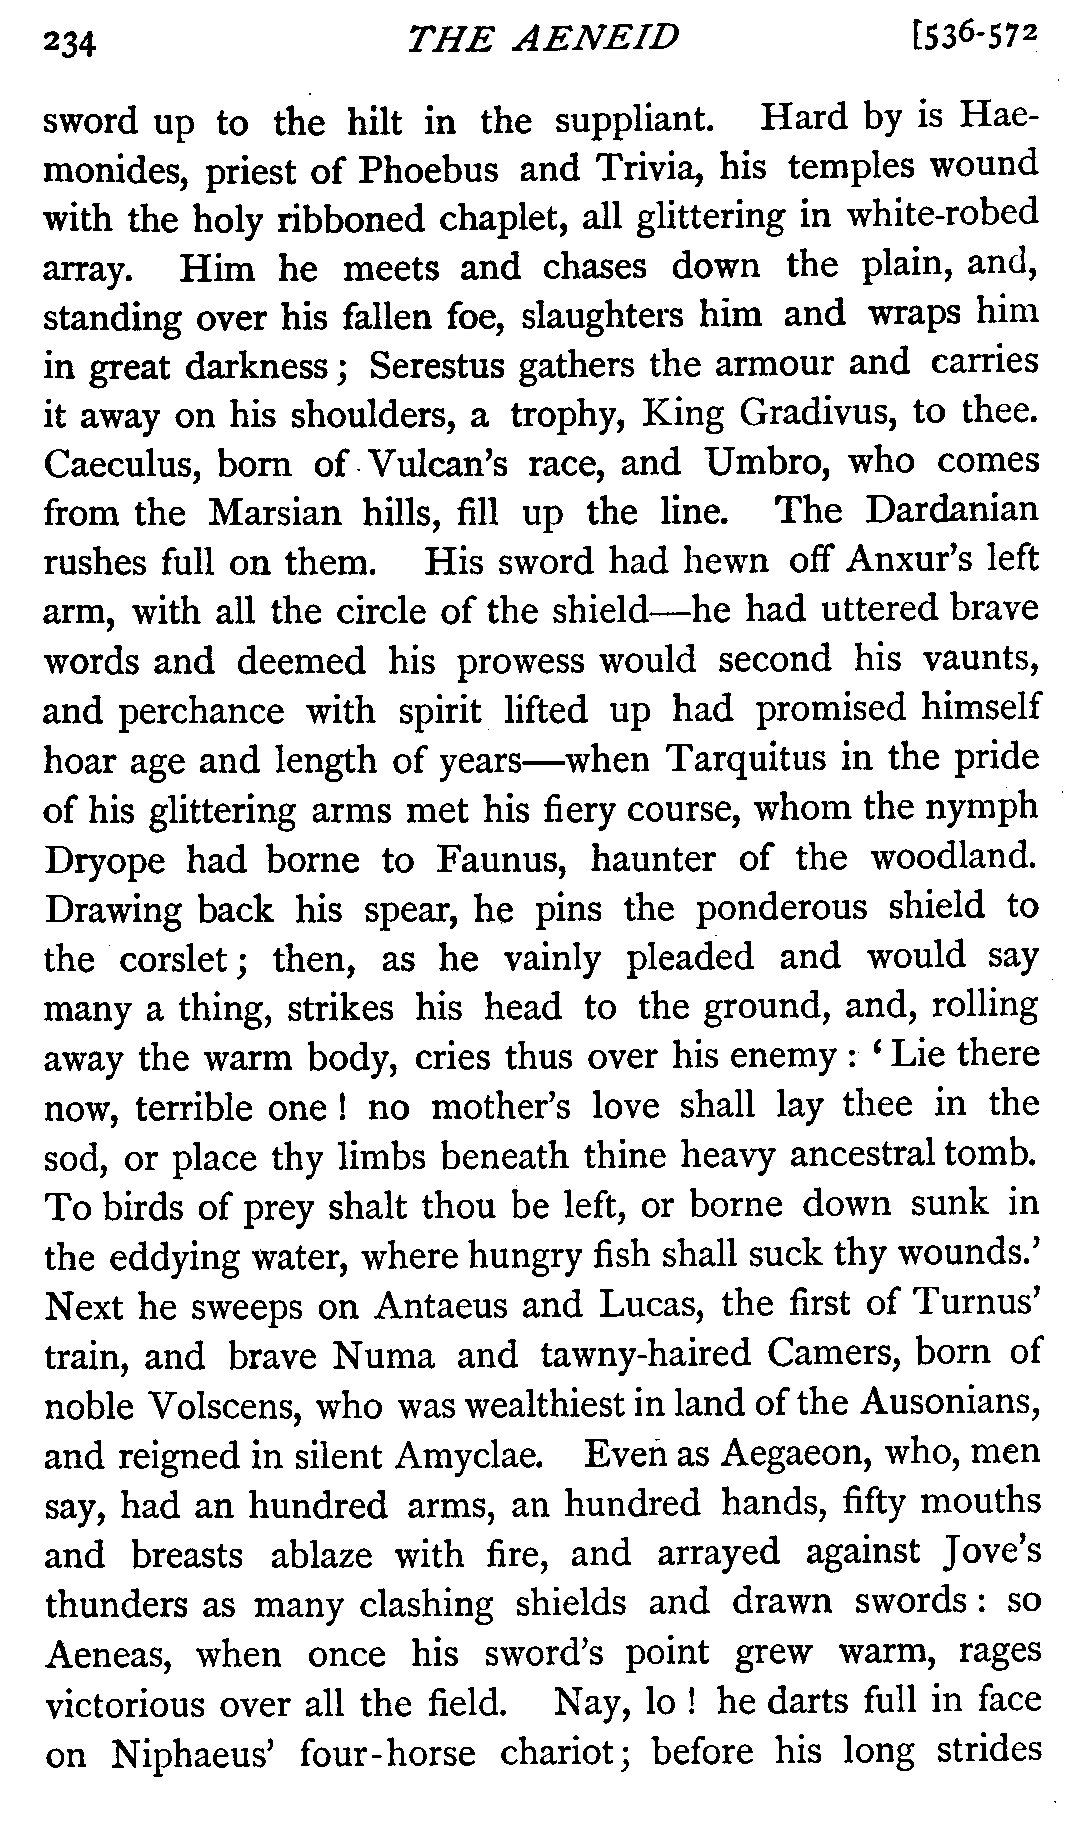 234 THE AENEID [536-572
sword up to the hilt in the suppliant. Hard by is Hae-
monides, priest of Phoebus and Trivia, his temples wound
with the holy ribboned chaplet, all glittering in white-robed
array. Him he meets and chases down the plain, and,
standing over his fallen foe, slaughters him and wraps him
in great darkness; Serestus gathers the armour and carries
it away on his shoulders, a trophy, King Gradivus, to thee.
Caeculus, born of Vulcan's race, and Umbro, who comes
from the Marsian hills, fill up the line. The Dardanian
rushes full on them. His sword had hewn off Anxur's left
arm, with all the circle of the shield—he had uttered brave
words and deemed his prowess would second his vaunts,
and perchance with spirit lifted up had promised himself
hoar age and length of years—when Tarquitus in the pride
of his glittering arms met his fiery course, whom the nymph
Dryope had borne to Faunus, haunter of the woodland.
Drawing back his spear, he pins the ponderous shield to
the corslet; then, as he vainly pleaded and would say
many a thing, strikes his head to the ground, and, rolling
away the warm body, cries thus over his enemy: 'Lie there
now, terrible one! no mother's love shall lay thee in the
sod, or place thy limbs beneath thine heavy ancestral tomb.
To birds of prey shalt thou be left, or borne down sunk in
the eddying water, where hungry fish shall suck thy wounds.'
Next he sweeps on Antaeus and Lucas, the first of Turnus'
train, and brave Numa and tawny-haired Camers, born of
noble Volscens, who was wealthiest in land of the Ausonians,
and reigned in silent Amyclae. Even as Aegaeon, who, men
say, had an hundred arms, an hundred hands, fifty mouths
and breasts ablaze with fire, and arrayed against Jove's
thunders as many clashing shields and drawn swords: so
Aeneas, when once his sword's point grew warm, rages
victorious over all the field. Nay, lo! he darts full in face
on Niphaeus' four-horse chariot; before his long strides